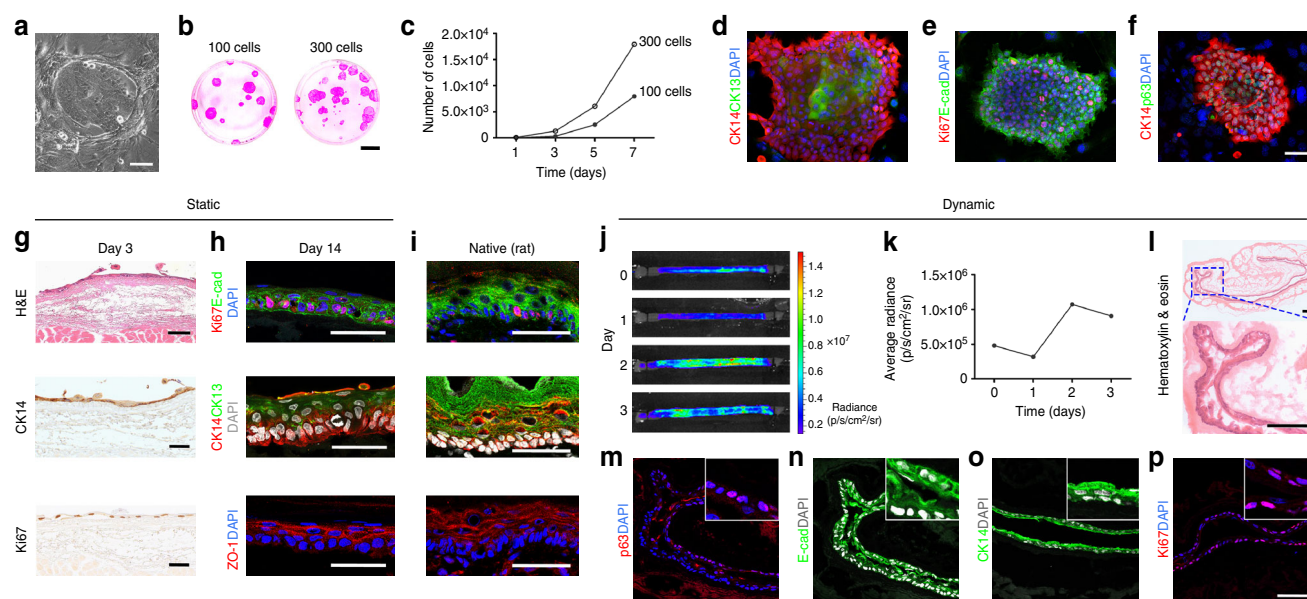 a
b
100 cells
300 cells
c
Number of cells
2.0×10⁴
1.5×10⁴
1×10⁴
5.0×10³
0
300 cells
100 cells
1 3 5 7
Time (days)
d
CK14CK13DAPI
e
Ki67E-cadDAPI
f
CK14p63DAPI
Static
Dynamic
g
Day 3
H&E
CK14
Ki67
h
Day 14
Ki67E-cad
DAPI
CK14CK13
DAPI
ZO-1DAPI
i
Native (rat)
j
Day
0
1
2
3
1.4
1.2
1.0
0.8 ×10⁷
0.6
0.4
0.2
Radiance
(p/s/cm2/sr)
k
Average radiance
(p/s/cm2/sr)
1.5×10⁶
1.0×10⁶
5.0×10⁵
0
0 1 2 3
Time (days)
l
Hematoxylin & eosin
m
p63DAPI
n
E-cadDAPI
o
CK14DAPI
p
Ki67DAPI